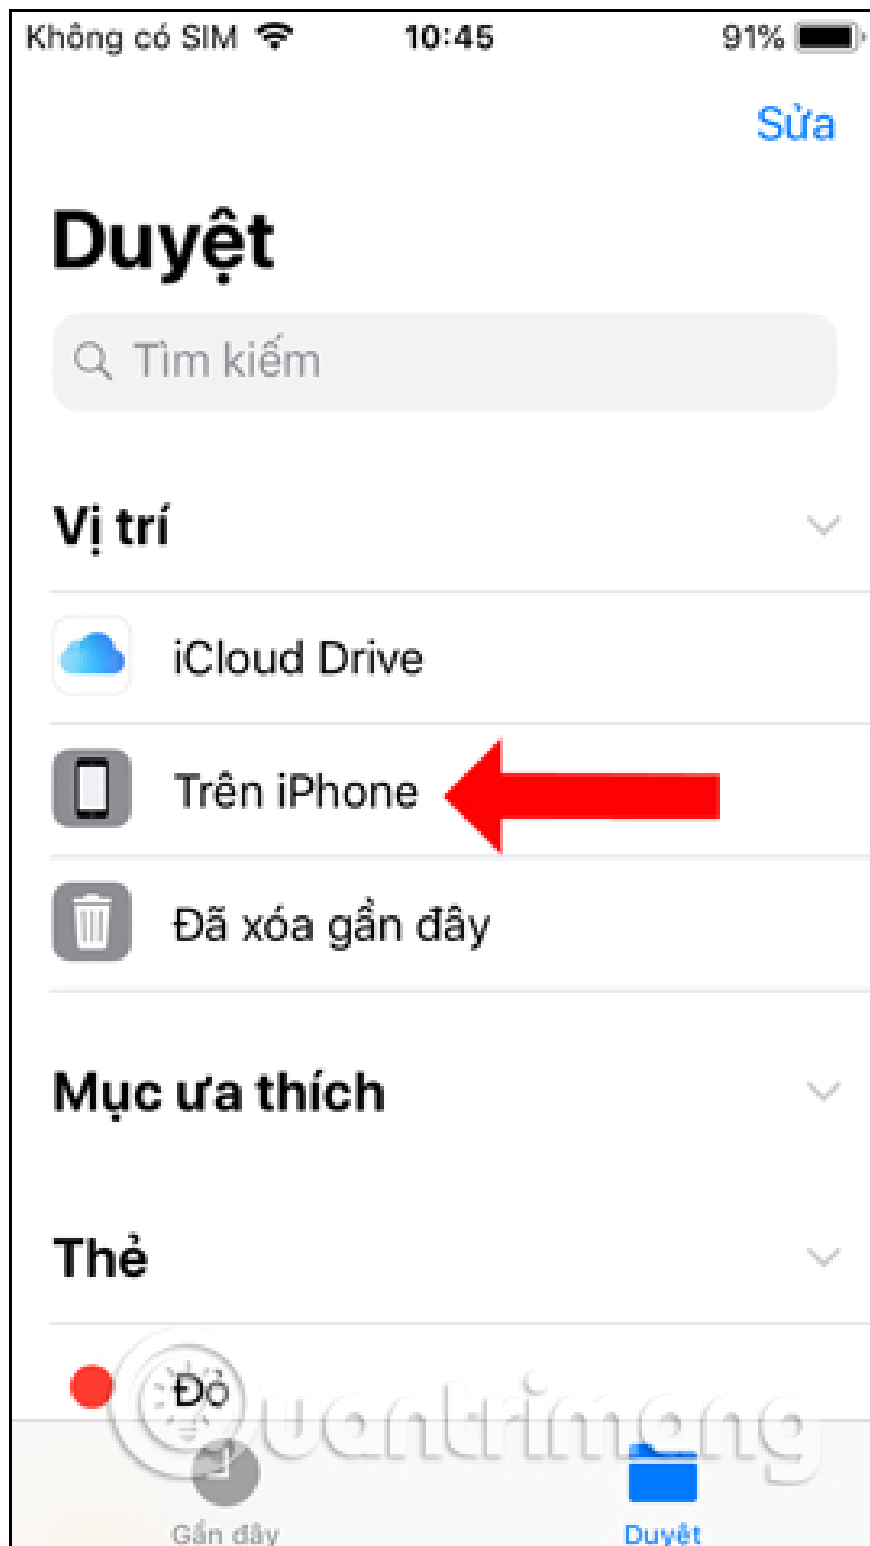 Không có SIM 10:45 91%
Sửa
Duyệt
Tìm kiếm
Vị trí
iCloud Drive
Trên iPhone
Đã xóa gần đây
Mục ưa thích
Thẻ
Đỏ
Quantrimang
Gần đây Duyệt